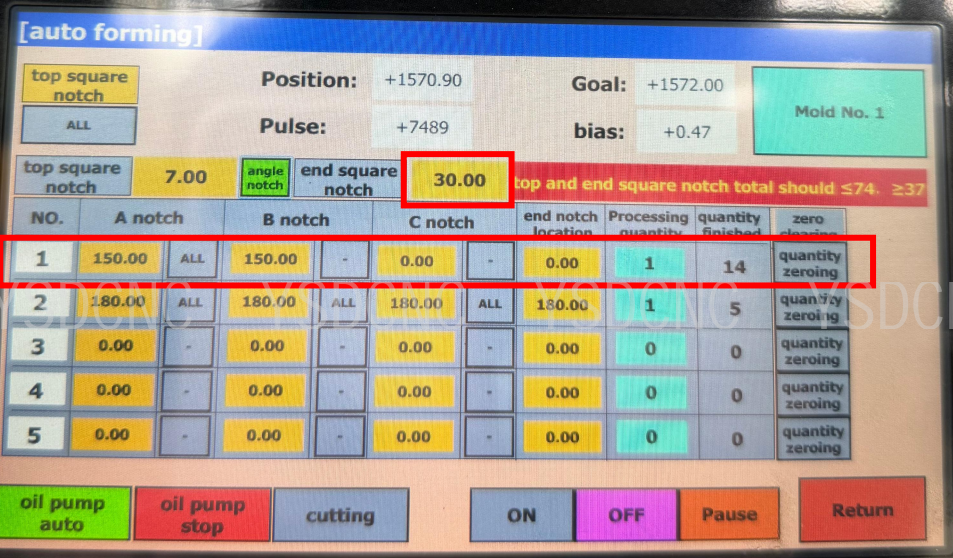 [auto forming]
top square
notch
Position: +1570.90 Goal: +1572.00
Mold No. 1
ALL
Pulse: +7489 bias: +0.47
top square
notch
7.00
angle
notch
end square
notch
30.00
top and end square notch total should ≤74. ≥37
NO. A notch B notch C notch
end notch
location
Processing
quantity
quantity
finished
zero
clearing
1 150.00 ALL 150.00 - 0.00 - 0.00 1 14 quantity
zeroing
2 180.00 ALL 180.00 ALL 180.00 ALL 180.00 1 5 quantity
zeroing
3 0.00 - 0.00 - 0.00 - 0.00 0 0 quantity
zeroing
4 0.00 - 0.00 - 0.00 - 0.00 0 0 quantity
zeroing
5 0.00 - 0.00 - 0.00 - 0.00 0 0 quantity
zeroing
YSDCNC YSDCNC YSDCNC YSDCN
oil pump
auto
oil pump
stop
cutting
ON
OFF
Pause
Return